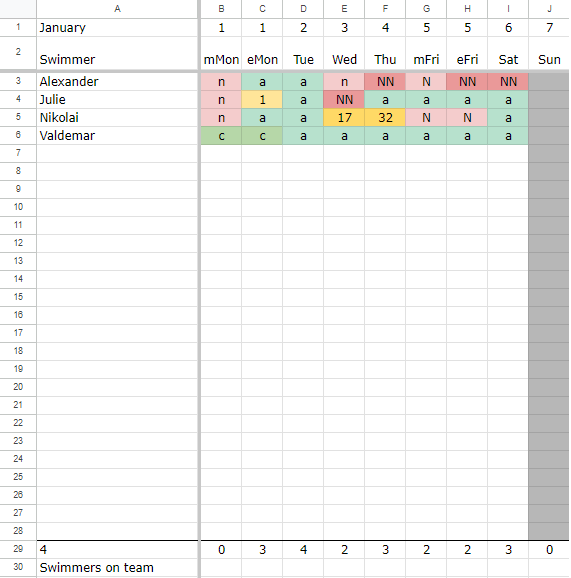 A B C D E F G H I J
1 January 1 1 2 3 4 5 5 6 7
2 Swimmer mMon eMon Tue Wed Thu mFri eFri Sat Sun
3 Alexander n a a n NN N NN NN
4 Julie n 1 a NN a a a a
5 Nikolai n a a 17 32 N N a
6 Valdemar c c a a a a a a
7
8
9
10
11
12
13
14
15
16
17
18
19
20
21
22
23
24
25
26
27
28
29 4 0 3 4 2 3 2 2 3 0
30 Swimmers on team